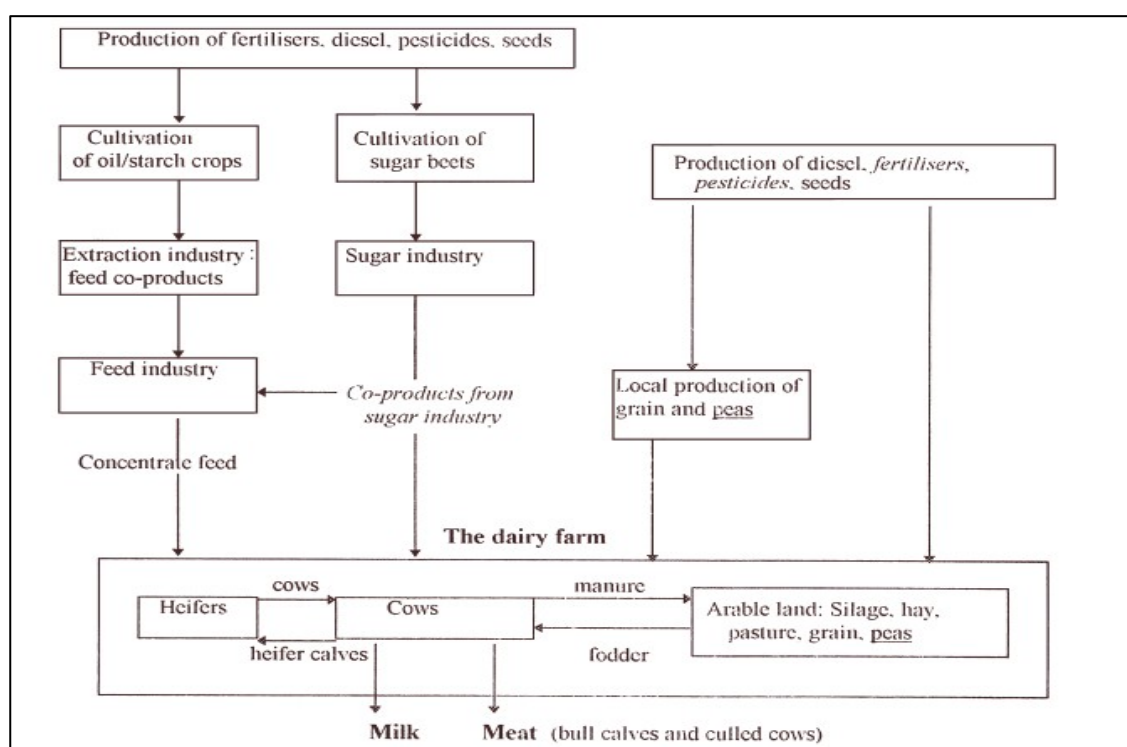 Production of fertilisers, diesel, pesticides, seeds
Cultivation
of oil/starch crops
Cultivation of
sugar beets
Production of diesel, fertilisers,
pesticides, seeds
Extraction industry:
feed co-products
Sugar industry
Feed industry
Co-products from
sugar industry
Local production of
grain and peas
Concentrate feed
The dairy farm
cows
manure
Heifers
Cows
Arable land: Silage, hay,
pasture, grain, peas
heifer calves
fodder
Milk
Meat (bull calves and culled cows)